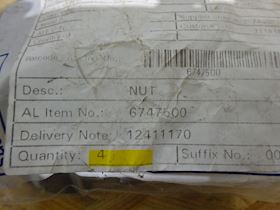 6747500
Desc.: NUT
AL Item No.: 6747500
Delivery Note: 12411170
Quantity: 4 Suffix No.: 00